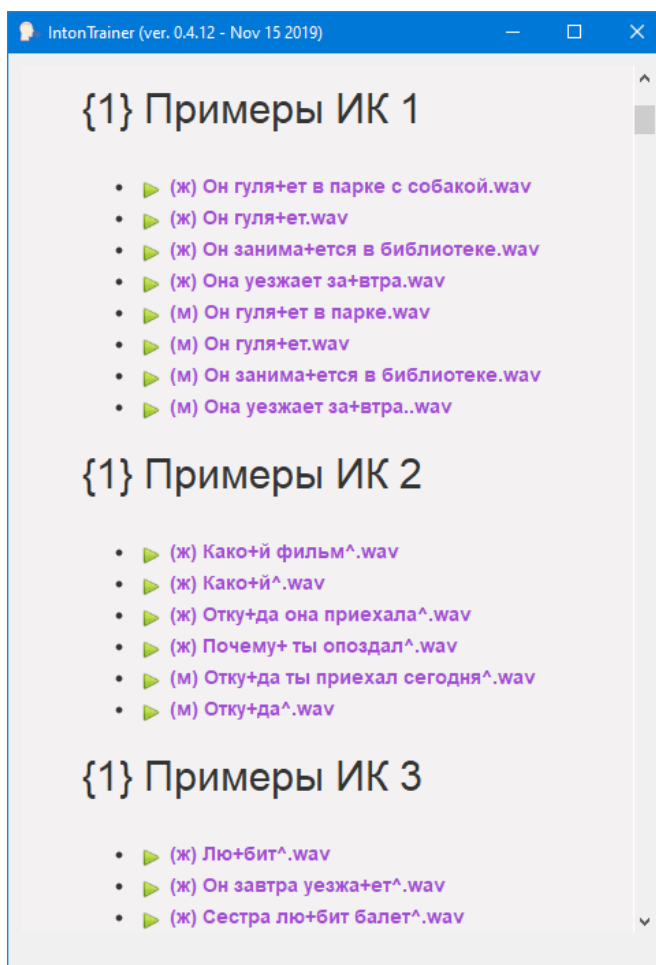 IntonTrainer (ver. 0.4.12 - Nov 15 2019)
{1} Примеры ИК 1
(ж) Он гуля+ет в парке с собакой.wav
(ж) Он гуля+ет.wav
(ж) Он занима+ется в библиотеке.wav
(ж) Она уезжает за+втра.wav
(м) Он гуля+ет в парке.wav
(м) Он гуля+ет.wav
(м) Он занима+ется в библиотеке.wav
(м) Она уезжает за+втра..wav
{1} Примеры ИК 2
(ж) Како+й фильм^.wav
(ж) Како+й^.wav
(ж) Отку+да она приехала^.wav
(ж) Почему+ ты опоздал^.wav
(м) Отку+да ты приехал сегодня^.wav
(м) Отку+да^.wav
{1} Примеры ИК 3
(ж) Лю+бит^.wav
(ж) Он завтра уезжа+ет^.wav
(ж) Сестра лю+бит балет^.wav